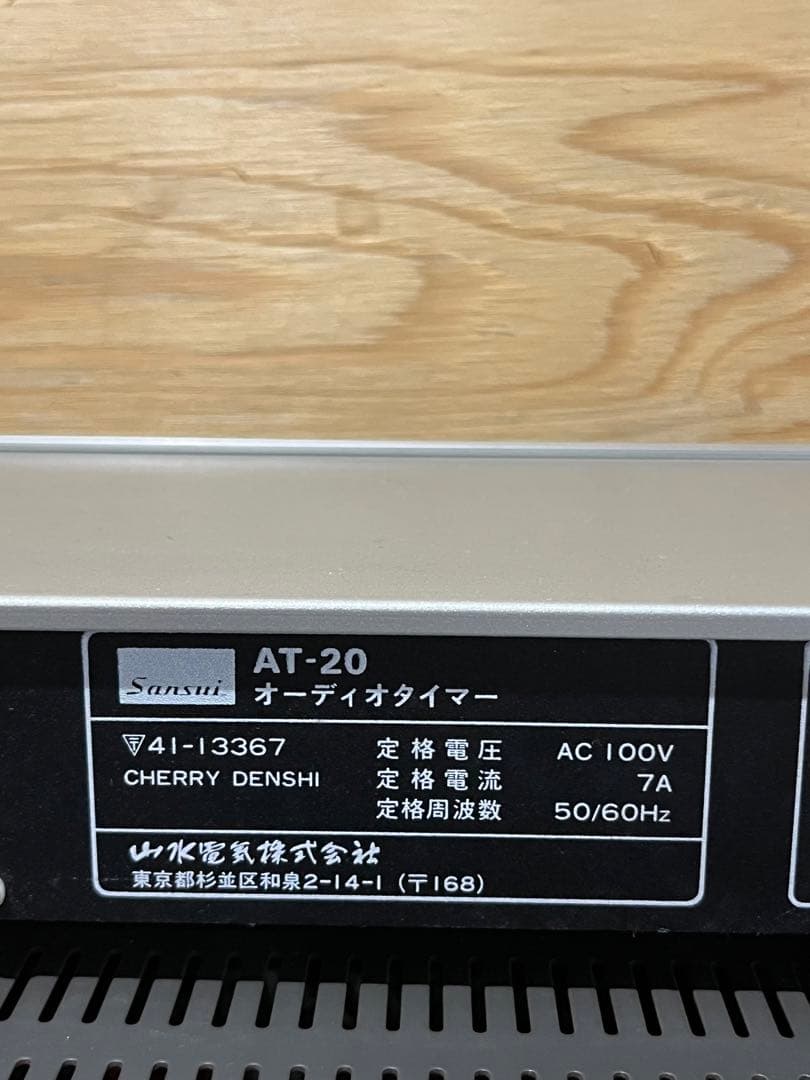 Sansui AT-20
オーディオタイマー
41-13367 定格電圧 AC 100V
CHERRY DENSHI 定格電流 7A
定格周波数 50/60Hz
山水電気株式会社
東京都杉並区和泉2-14-1 (〒168)